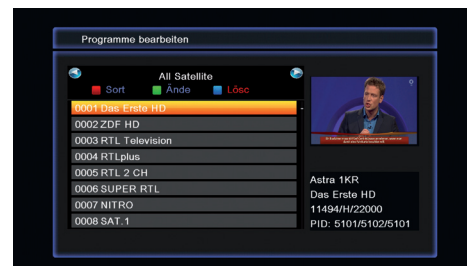 Programme bearbeiten
All Satellite
Sort Ände Lösc
0001 Das Erste HD
0002 ZDF HD
0003 RTL Television
0004 RTLplus
0005 RTL 2 CH
0006 SUPER RTL
0007 NITRO
0008 SAT.1
Astra 1KR
Das Erste HD
11494/H/22000
PID: 5101/5102/5101